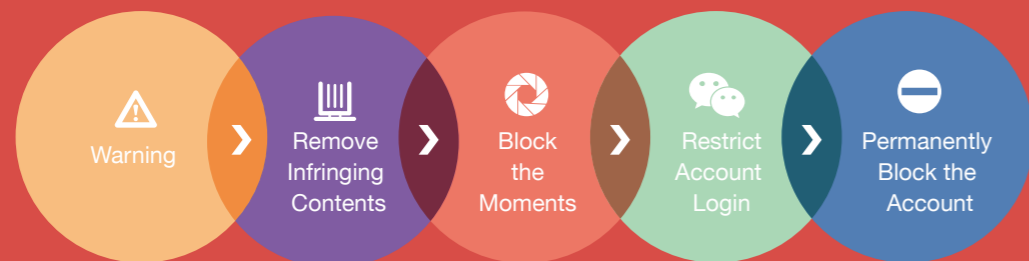 Warning
Remove
Infringing
Contents
Block
the
Moments
Restrict
Account
Login
Permanently
Block the
Account